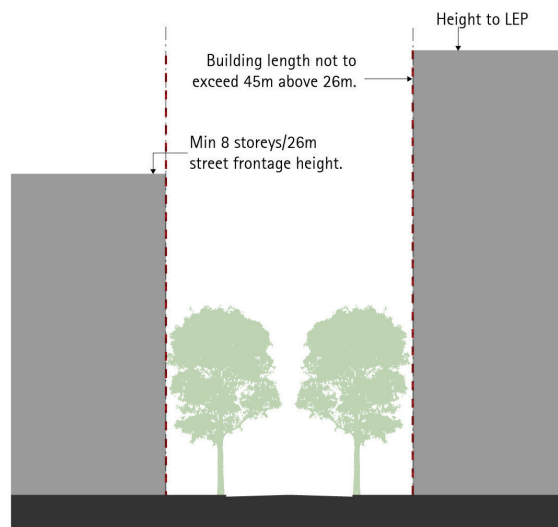 Height to LEP
Building length not to
exceed 45m above 26m.
Min 8 storeys/26m
street frontage height.